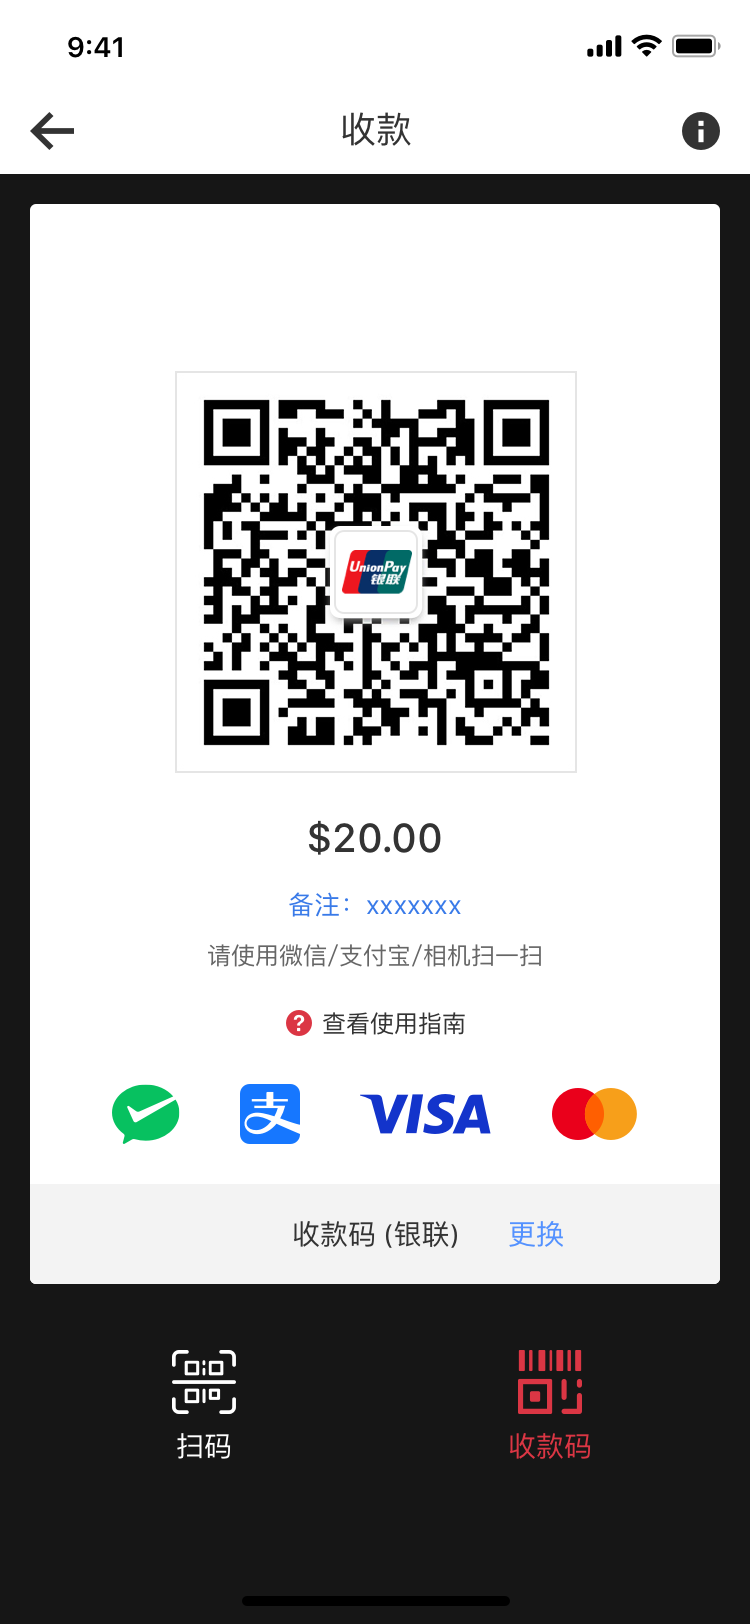 9:41
收款
UnionPay
银联
$20.00
备注：xxxxxxx
请使用微信/支付宝/相机扫一扫
? 查看使用指南
支 VISA
收款码 (银联) 更换
扫码 收款码